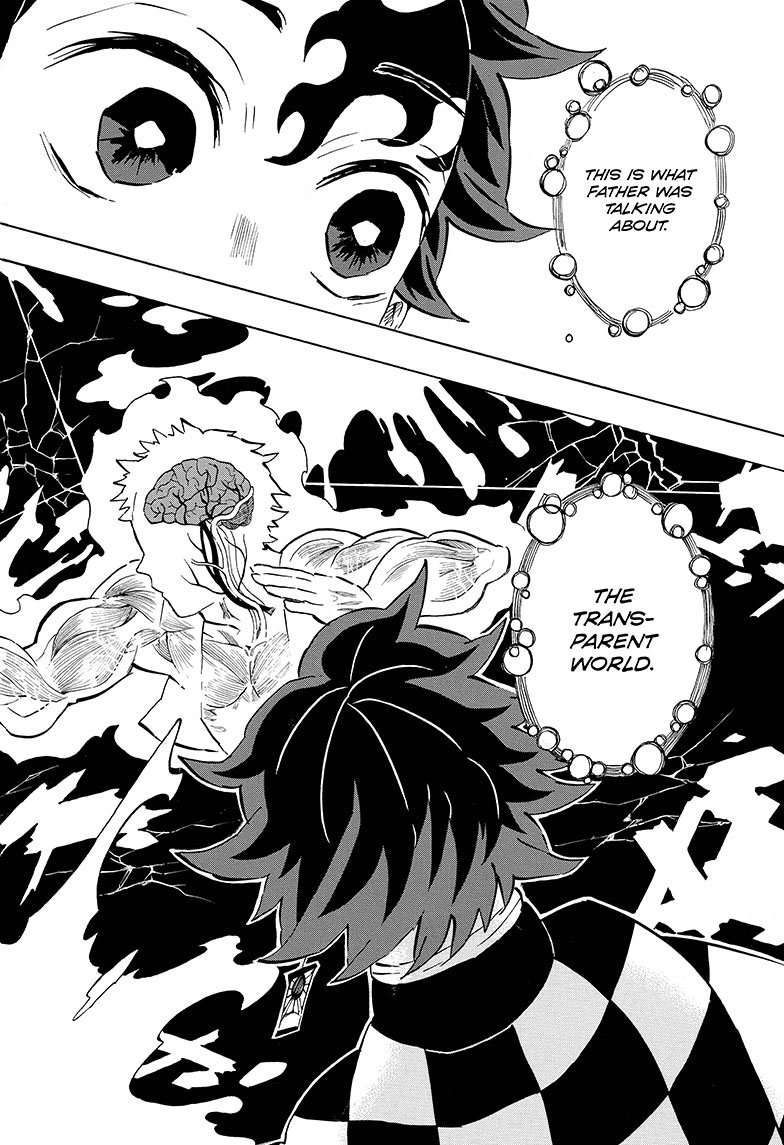 THIS IS WHAT
FATHER WAS
TALKING
ABOUT.
THE
TRANS-
PARENT
WORLD.